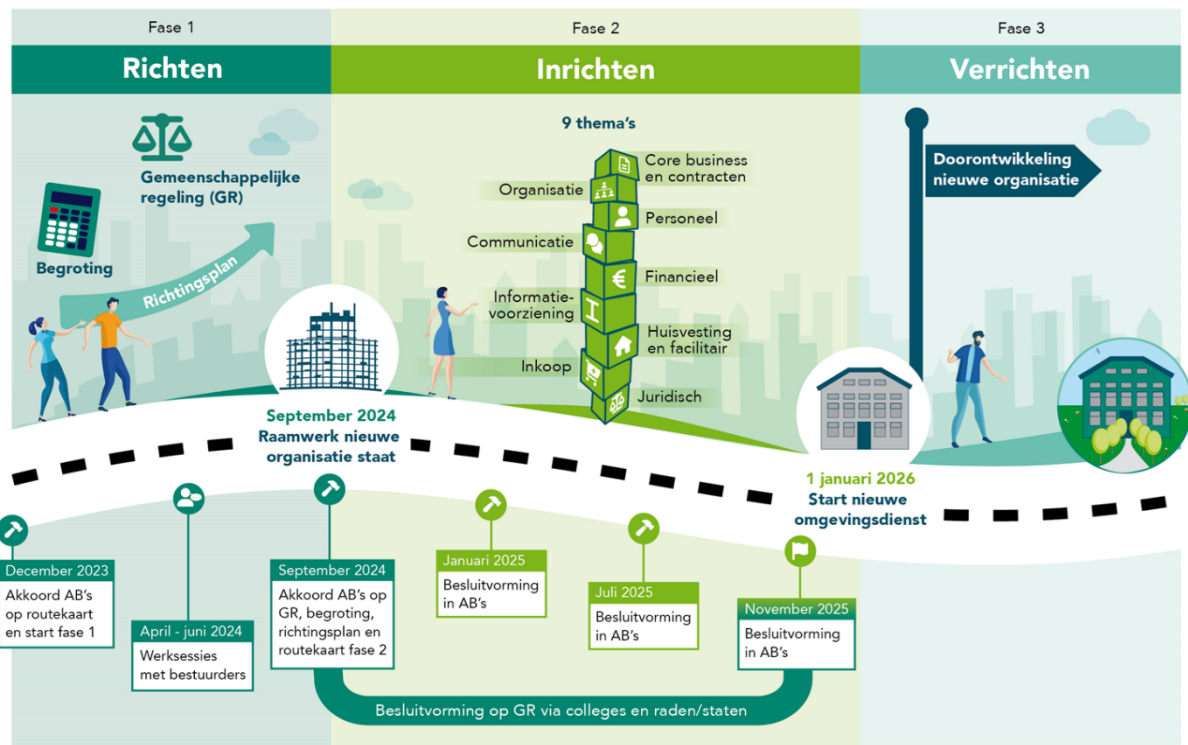 Fase 1
Richten
Gemeenschappelijke
regeling (GR)
Begroting
Richtingsplan
September 2024
Raamwerk nieuwe
organisatie staat
Fase 2
Inrichten
9 thema's
Core business
en contracten
Organisatie
Personeel
Communicatie
Financieel
Informatie-
voorziening
Huisvesting
en facilitair
Inkoop
Juridisch
Fase 3
Verrichten
Doorontwikkeling
nieuwe organisatie
1 januari 2026
Start nieuwe
omgevingsdienst
December 2023
Akkoord AB's
op routekaart
en start fase 1
April - juni 2024
Werksessies
met bestuurders
September 2024
Akkoord AB's op
GR, begroting,
richtingsplan en
routekaart fase 2
Januari 2025
Besluitvorming
in AB's
Juli 2025
Besluitvorming
in AB's
November 2025
Besluitvorming
in AB's
Besluitvorming op GR via colleges en raden/staten